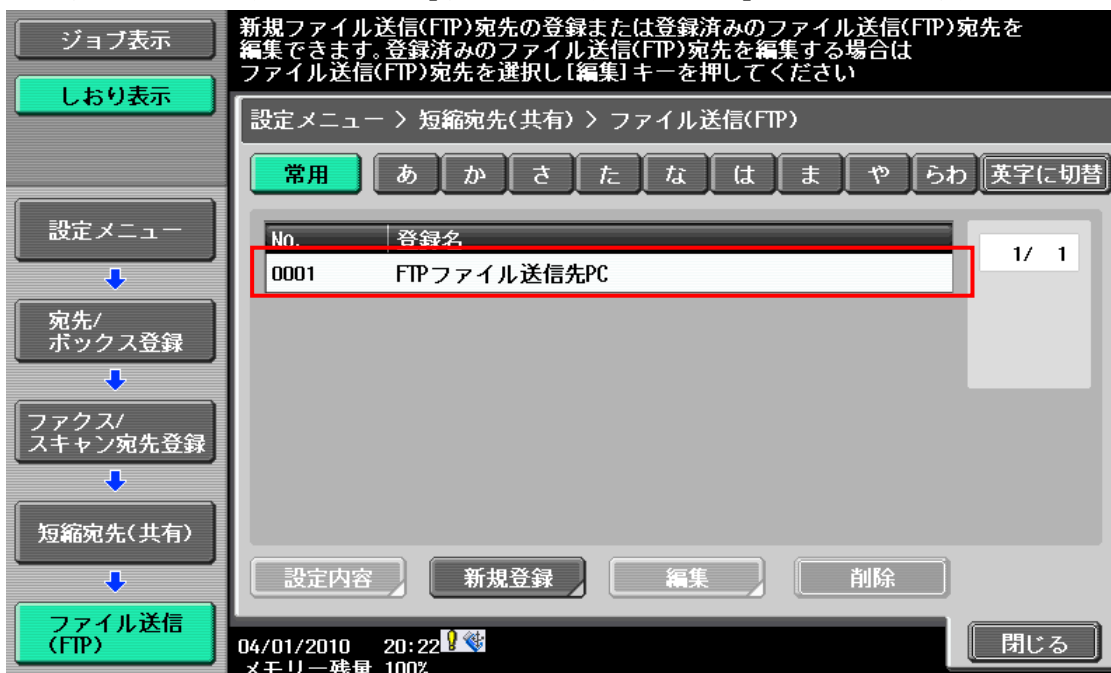 ジョブ表示
しおり表示
設定メニュー
宛先/
ボックス登録
ファクス/
スキャン宛先登録
短縮宛先(共有)
ファイル送信
(FTP)
新規ファイル送信(FTP)宛先の登録または登録済みのファイル送信(FTP)宛先を
編集できます。登録済みのファイル送信(FTP)宛先を編集する場合は
ファイル送信(FTP)宛先を選択し[編集]キーを押してください
設定メニュー 〉 短縮宛先(共有) 〉 ファイル送信(FTP)
常用 あ か さ た な は ま や らわ 英字に切替
No. 登録名
0001 FTPファイル送信先PC
1/ 1
設定内容 新規登録 編集 削除
04/01/2010 20:22
メモリー残量 100%
閉じる